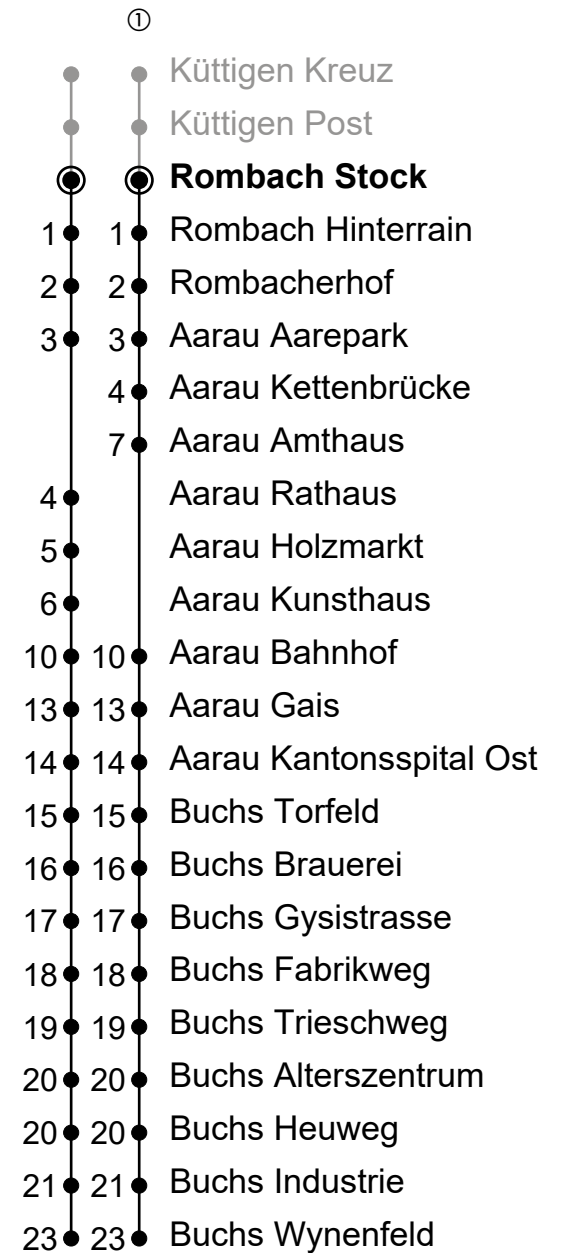 ①
Küttigen Kreuz
Küttigen Post
Rombach Stock
1 1 Rombach Hinterrain
2 2 Rombacherhof
3 3 Aarau Aarepark
4 Aarau Kettenbrücke
7 Aarau Amthaus
4 Aarau Rathaus
5 Aarau Holzmarkt
6 Aarau Kunsthaus
10 10 Aarau Bahnhof
13 13 Aarau Gais
14 14 Aarau Kantonsspital Ost
15 15 Buchs Torfeld
16 16 Buchs Brauerei
17 17 Buchs Gysistrasse
18 18 Buchs Fabrikweg
19 19 Buchs Trieschweg
20 20 Buchs Alterszentrum
20 20 Buchs Heuweg
21 21 Buchs Industrie
23 23 Buchs Wynenfeld